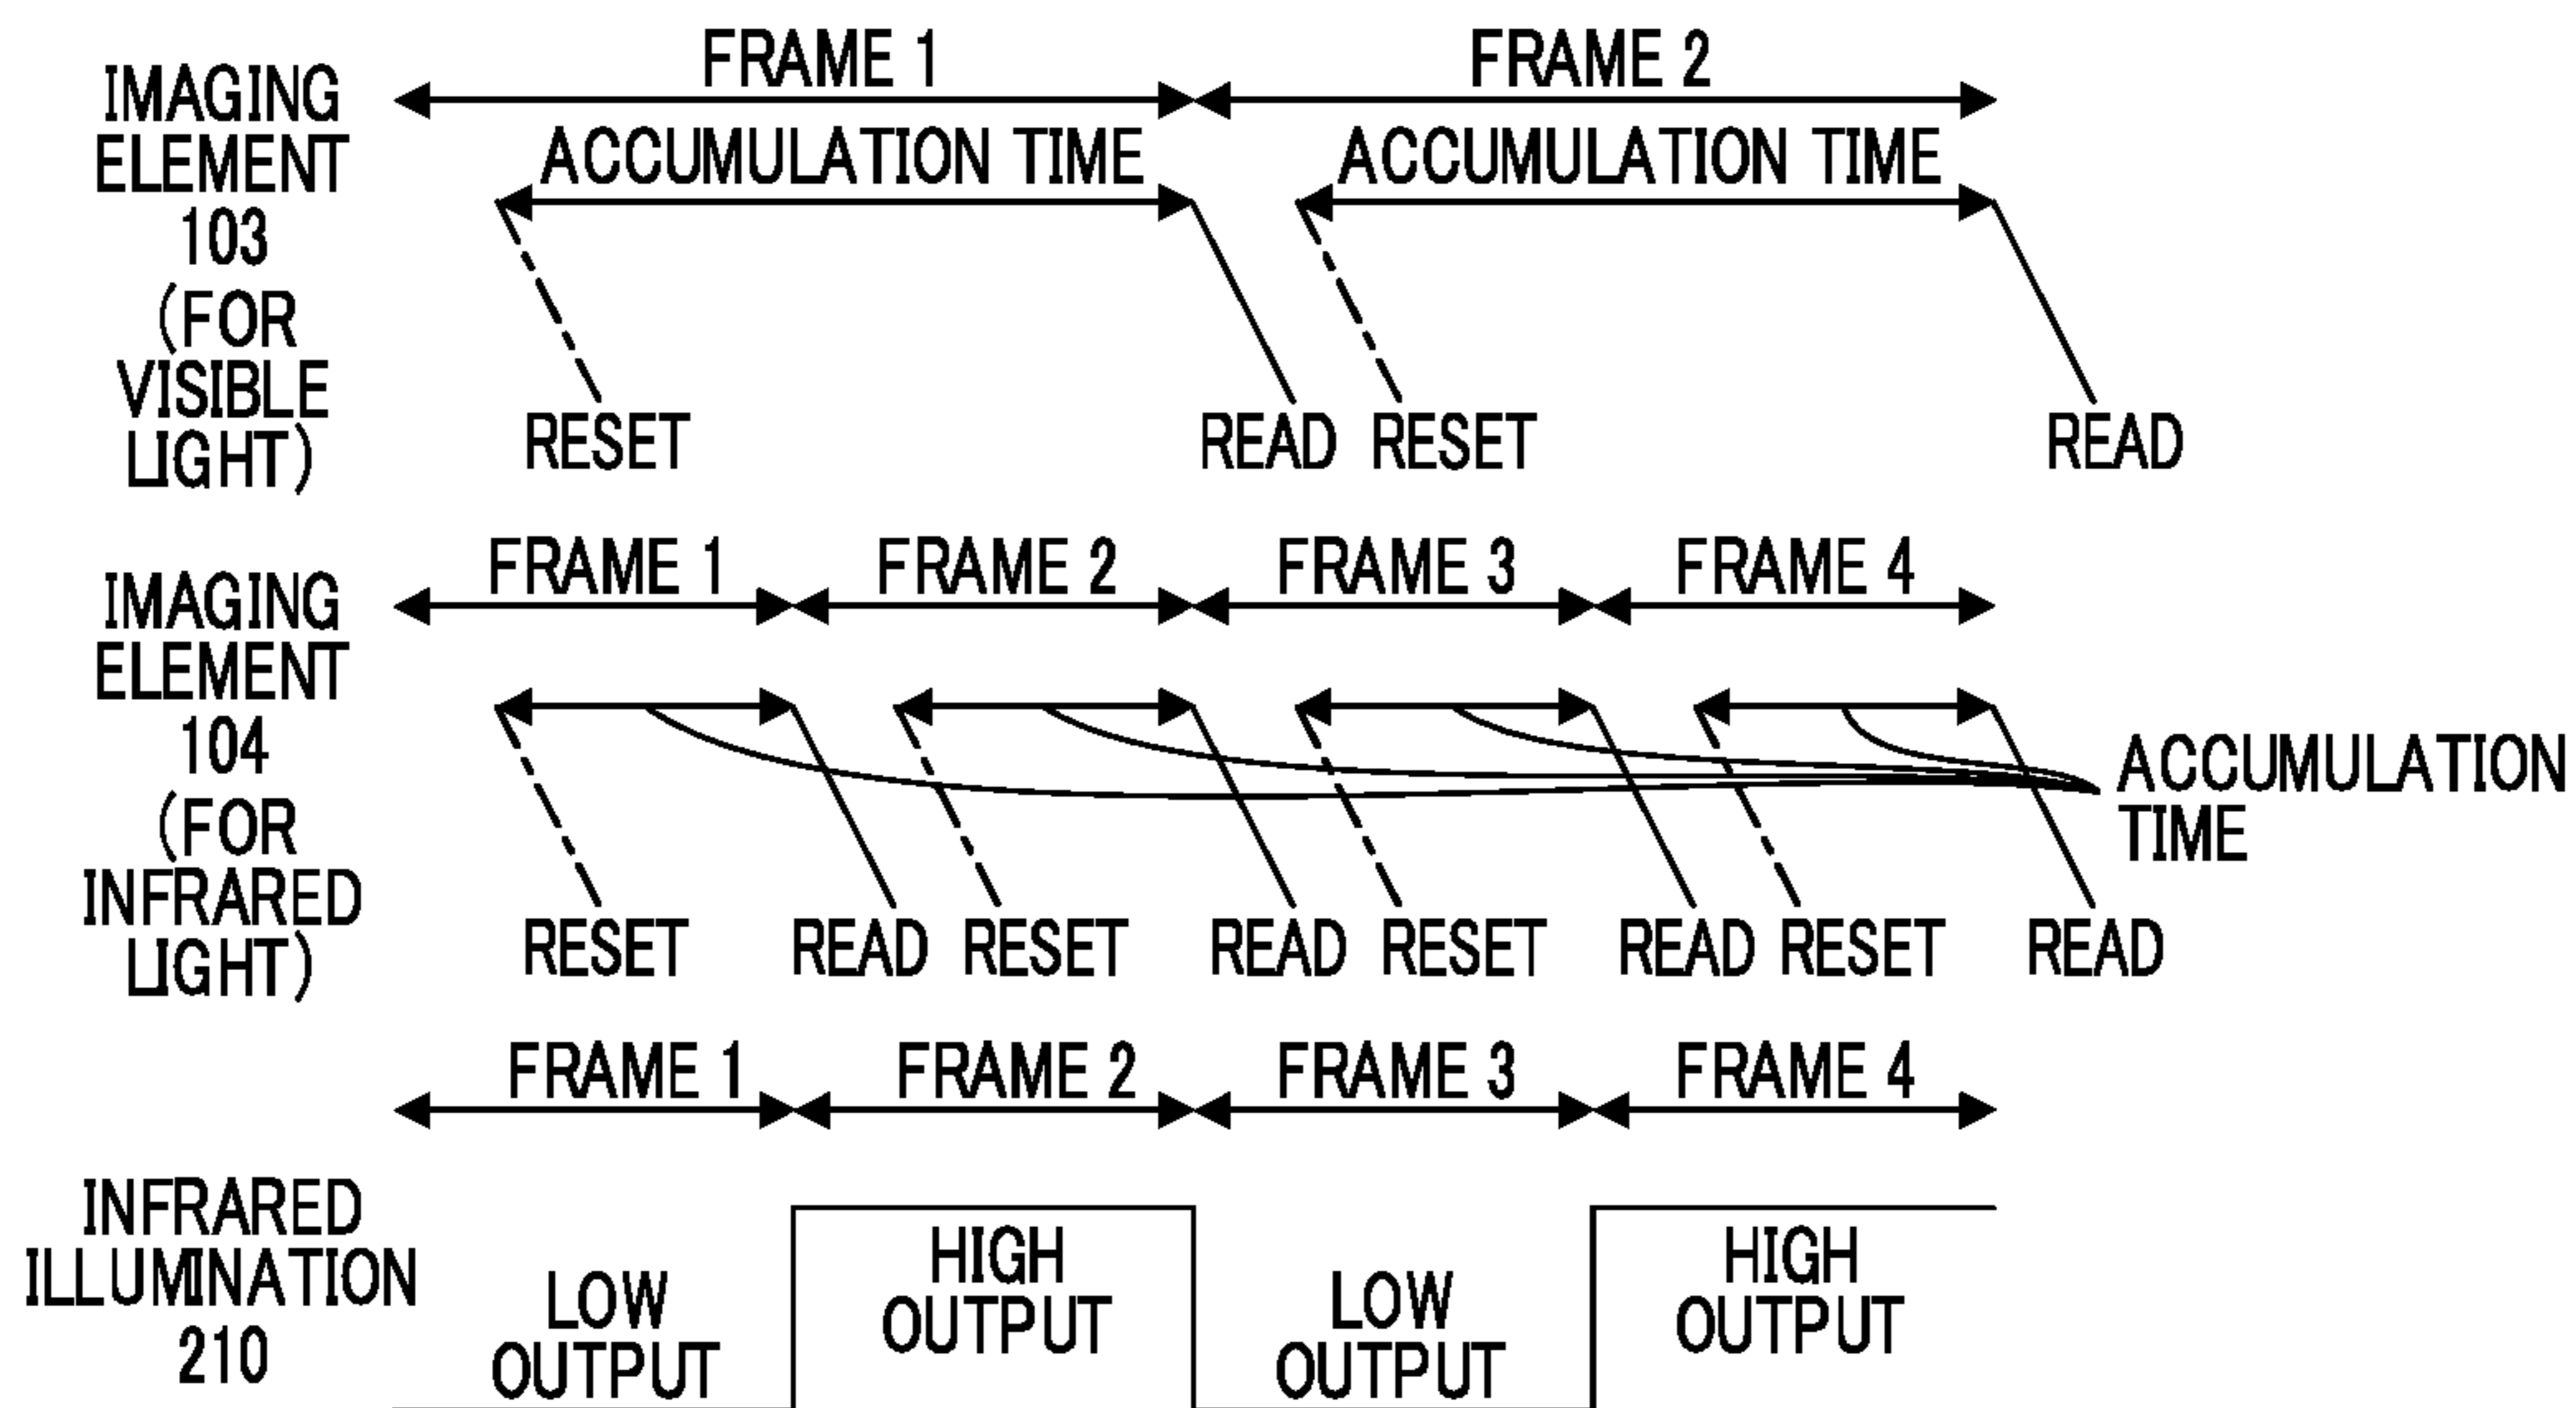 IMAGING
ELEMENT
103
(FOR
VISIBLE
LIGHT)
FRAME 1
FRAME 2
ACCUMULATION TIME
ACCUMULATION TIME
RESET
READ
RESET
READ
IMAGING
ELEMENT
104
(FOR
INFRARED
LIGHT)
FRAME 1
FRAME 2
FRAME 3
FRAME 4
ACCUMULATION
TIME
RESET
READ
RESET
READ
RESET
READ
RESET
READ
FRAME 1
FRAME 2
FRAME 3
FRAME 4
INFRARED
ILLUMINATION
210
LOW
OUTPUT
HIGH
OUTPUT
LOW
OUTPUT
HIGH
OUTPUT